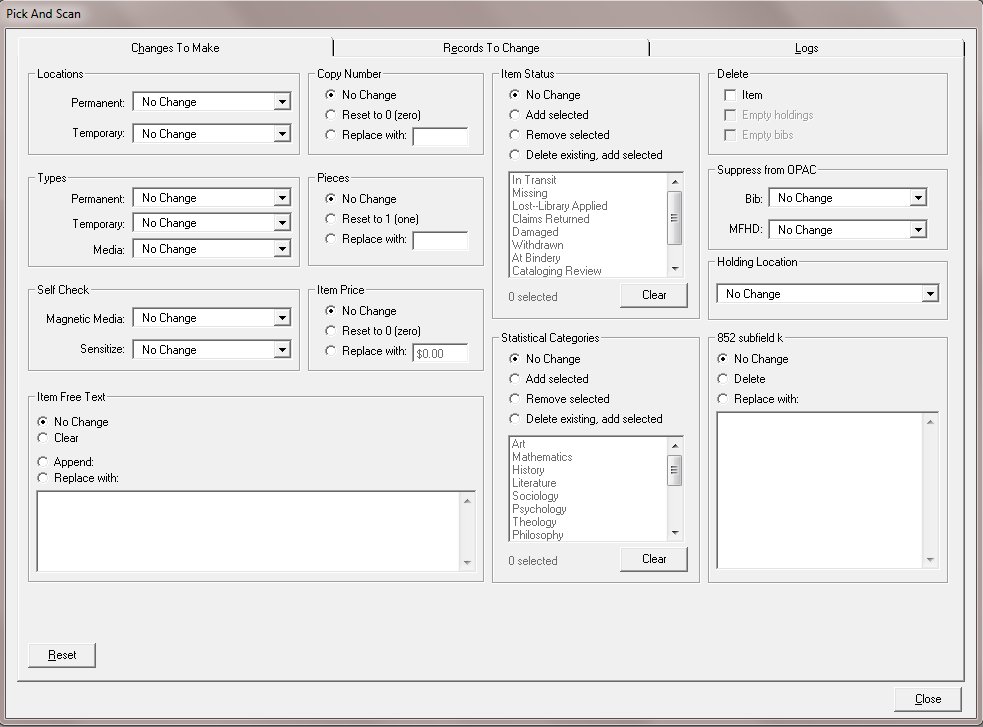 Pick And Scan
Changes To Make
Records To Change
Logs
Locations
Permanent: No Change
Temporary: No Change
Types
Permanent: No Change
Temporary: No Change
Media: No Change
Self Check
Magnetic Media: No Change
Sensitize: No Change
Item Free Text
No Change
Clear
Append:
Replace with:
Copy Number
No Change
Reset to 0 (zero)
Replace with:
Pieces
No Change
Reset to 1 (one)
Replace with:
Item Price
No Change
Reset to 0 (zero)
Replace with: $0.00
Item Status
No Change
Add selected
Remove selected
Delete existing, add selected
In Transit
Missing
Lost--Library Applied
Claims Returned
Damaged
Withdrawn
At Bindery
Cataloging Review
0 selected
Clear
Statistical Categories
No Change
Add selected
Remove selected
Delete existing, add selected
Art
Mathematics
History
Literature
Sociology
Psychology
Theology
Philosophy
0 selected
Clear
Delete
Item
Empty holdings
Empty bibs
Suppress from OPAC
Bib: No Change
MFHD: No Change
Holding Location
No Change
852 subfield k
No Change
Delete
Replace with:
Reset
Close